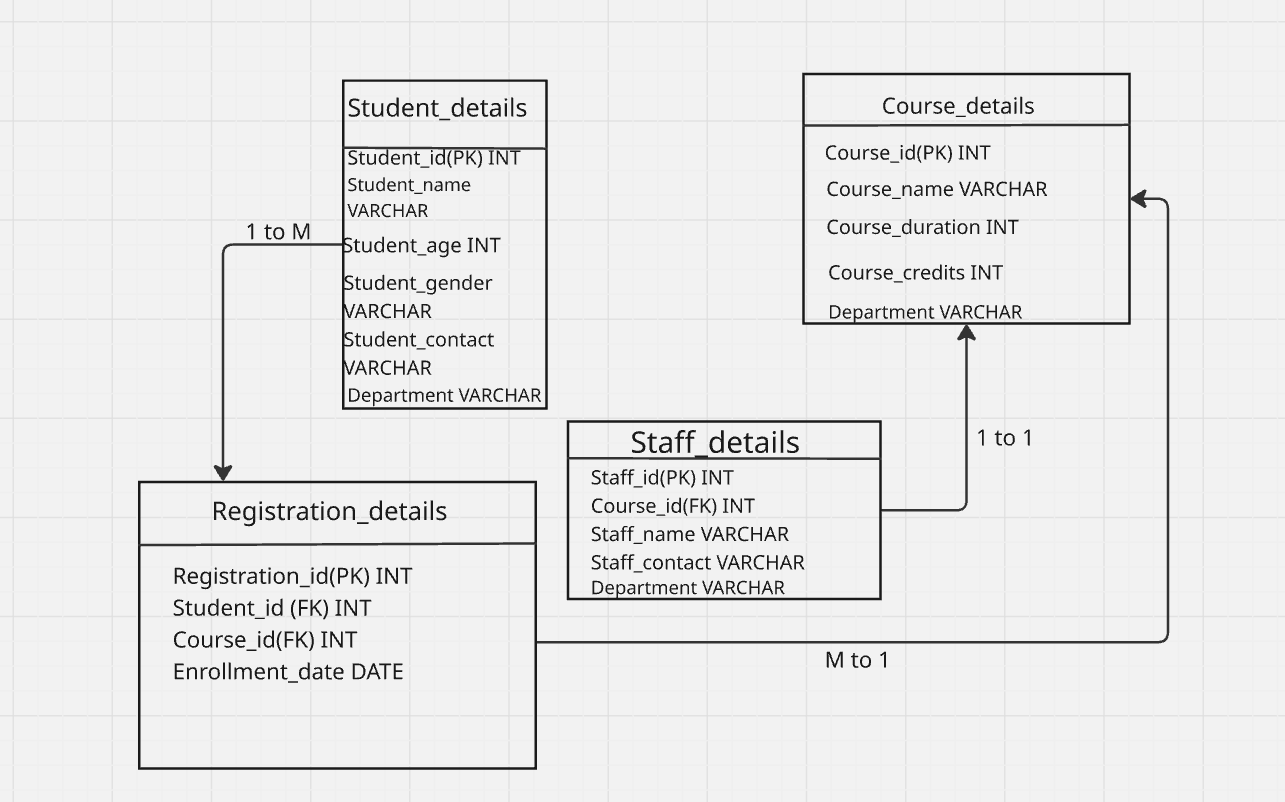 Student_details
Student_id(PK) INT
Student_name
VARCHAR
Student_age INT
Student_gender
VARCHAR
Student_contact
VARCHAR
Department VARCHAR
Course_details
Course_id(PK) INT
Course_name VARCHAR
Course_duration INT
Course_credits INT
Department VARCHAR
1 to M
Staff_details
Staff_id(PK) INT
Course_id(FK) INT
Staff_name VARCHAR
Staff_contact VARCHAR
Department VARCHAR
1 to 1
Registration_details
Registration_id(PK) INT
Student_id (FK) INT
Course_id(FK) INT
Enrollment_date DATE
M to 1